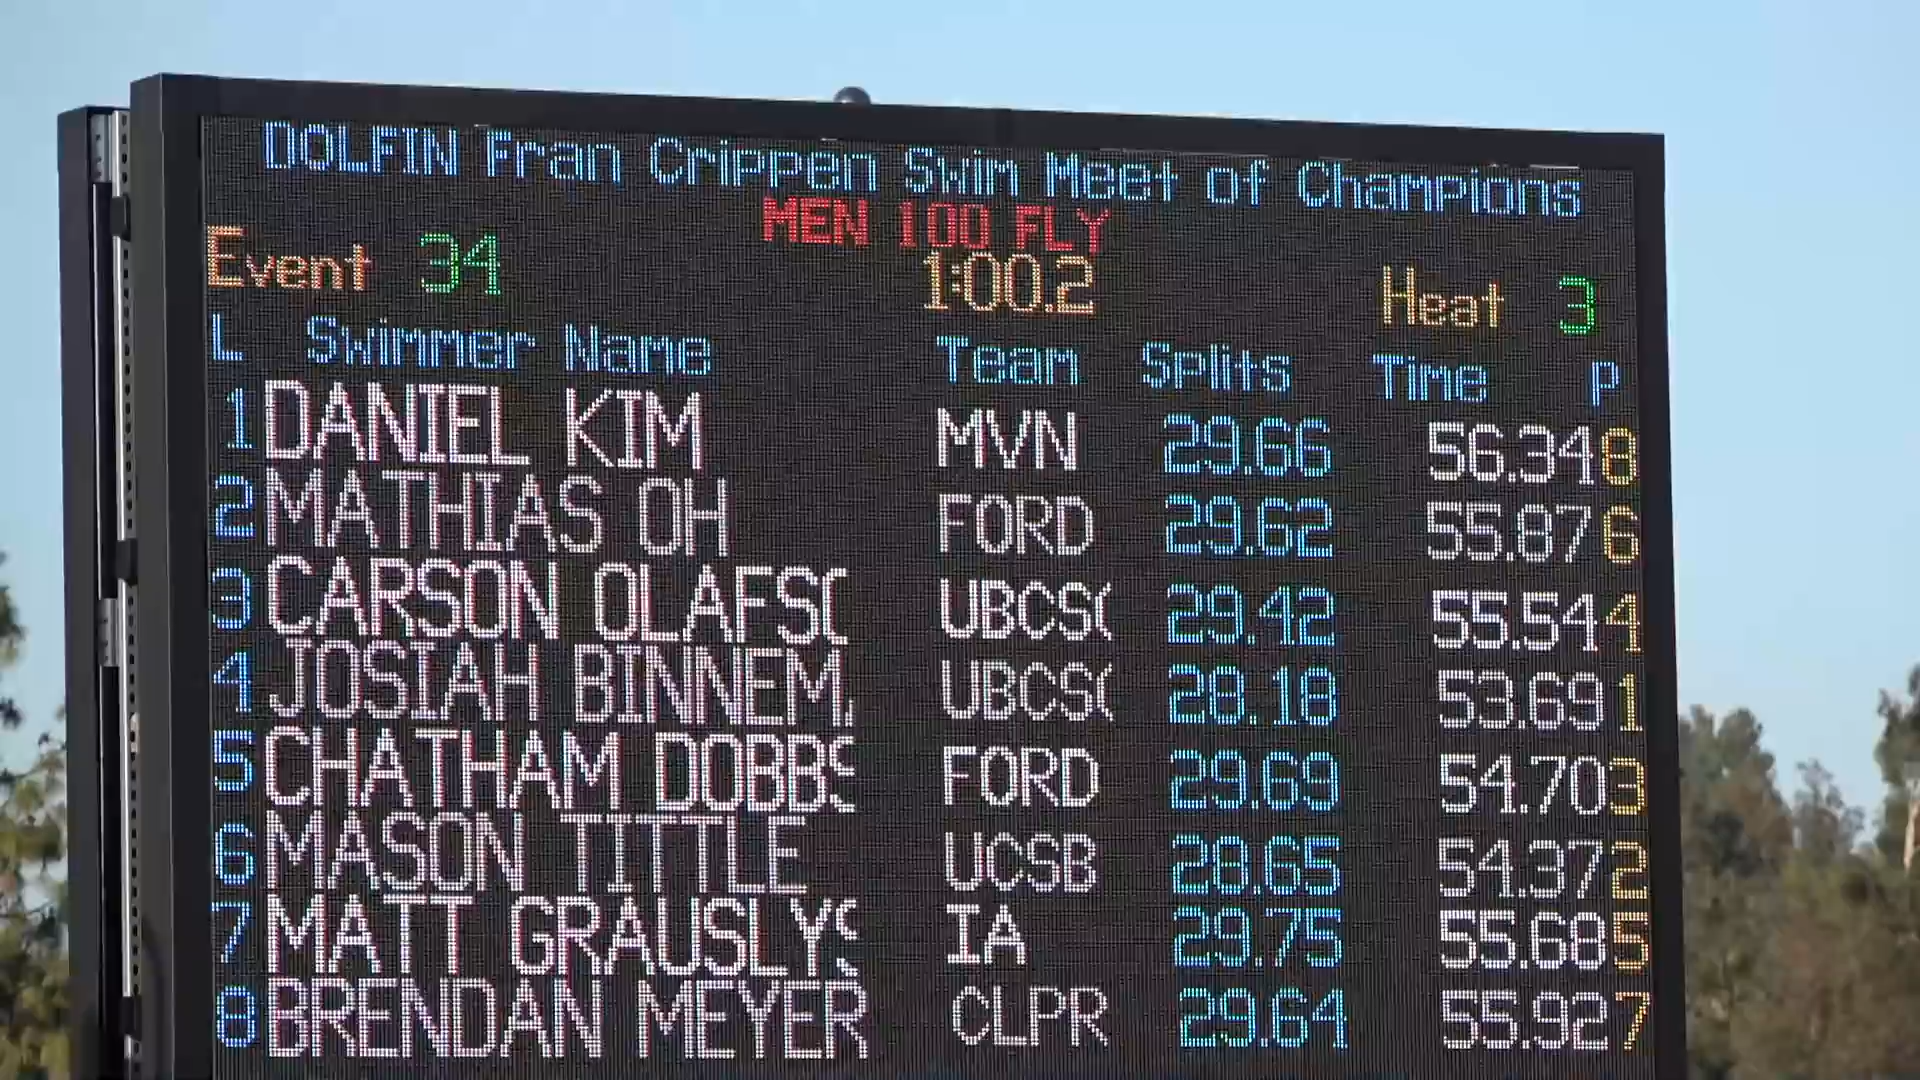 DOLFIN Fran Crippen Swim Meet of Champions
MEN 100 FLY
Event 34 1:00.2 Heat 3
L Swimmer Name Team Splits Time P
1 DANIEL KIM MVN 29.66 56.34 8
2 MATHIAS OH FORD 29.62 55.87 6
3 CARSON OLAFSO UBCSC 29.42 55.54 4
4 JOSIAH BINNEM UBCSC 28.18 53.69 1
5 CHATHAM DOBBS FORD 29.69 54.70 3
6 MASON TITTLE UCSB 28.65 54.37 2
7 MATT GRAUSLYS IA 29.75 55.68 5
8 BRENDAN MEYER CLPR 29.64 55.92 7